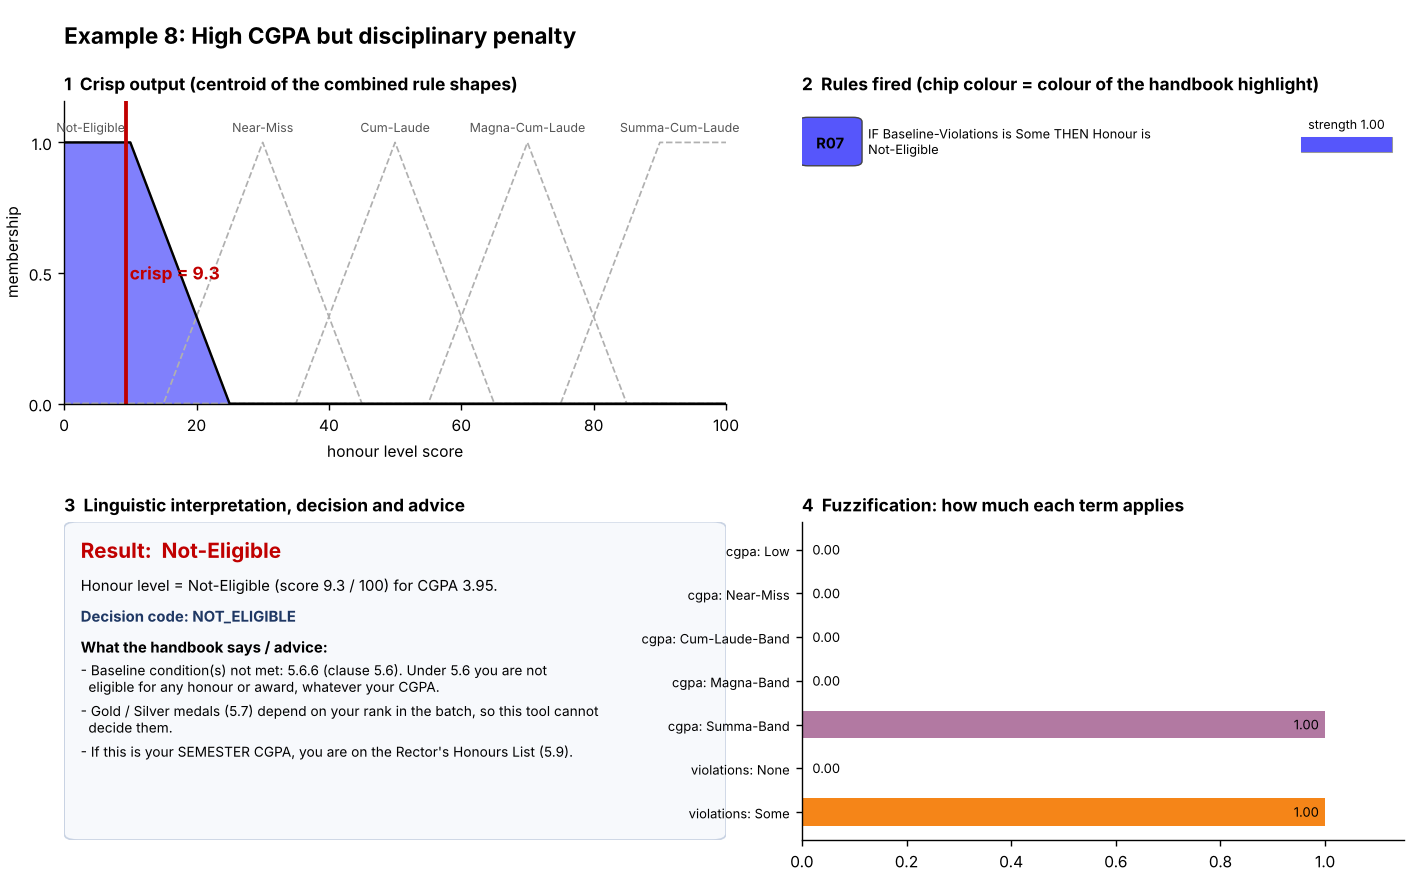 Example 8: High CGPA but disciplinary penalty
1 Crisp output (centroid of the combined rule shapes)
Not-Eligible
Near-Miss
Cum-Laude
Magna-Cum-Laude
Summa-Cum-Laude
1.0
0.5
0.0
membership
crisp = 9.3
0
20
40
60
80
100
honour level score
2 Rules fired (chip colour = colour of the handbook highlight)
R07
IF Baseline-Violations is Some THEN Honour is
Not-Eligible
strength 1.00
3 Linguistic interpretation, decision and advice
Result: Not-Eligible
Honour level = Not-Eligible (score 9.3 / 100) for CGPA 3.95.
Decision code: NOT_ELIGIBLE
What the handbook says / advice:
- Baseline condition(s) not met: 5.6.6 (clause 5.6). Under 5.6 you are not
eligible for any honour or award, whatever your CGPA.
- Gold / Silver medals (5.7) depend on your rank in the batch, so this tool cannot
decide them.
- If this is your SEMESTER CGPA, you are on the Rector's Honours List (5.9).
4 Fuzzification: how much each term applies
cgpa: Low 0.00
cgpa: Near-Miss 0.00
cgpa: Cum-Laude-Band 0.00
cgpa: Magna-Band 0.00
cgpa: Summa-Band 1.00
violations: None 0.00
violations: Some 1.00
0.0
0.2
0.4
0.6
0.8
1.0